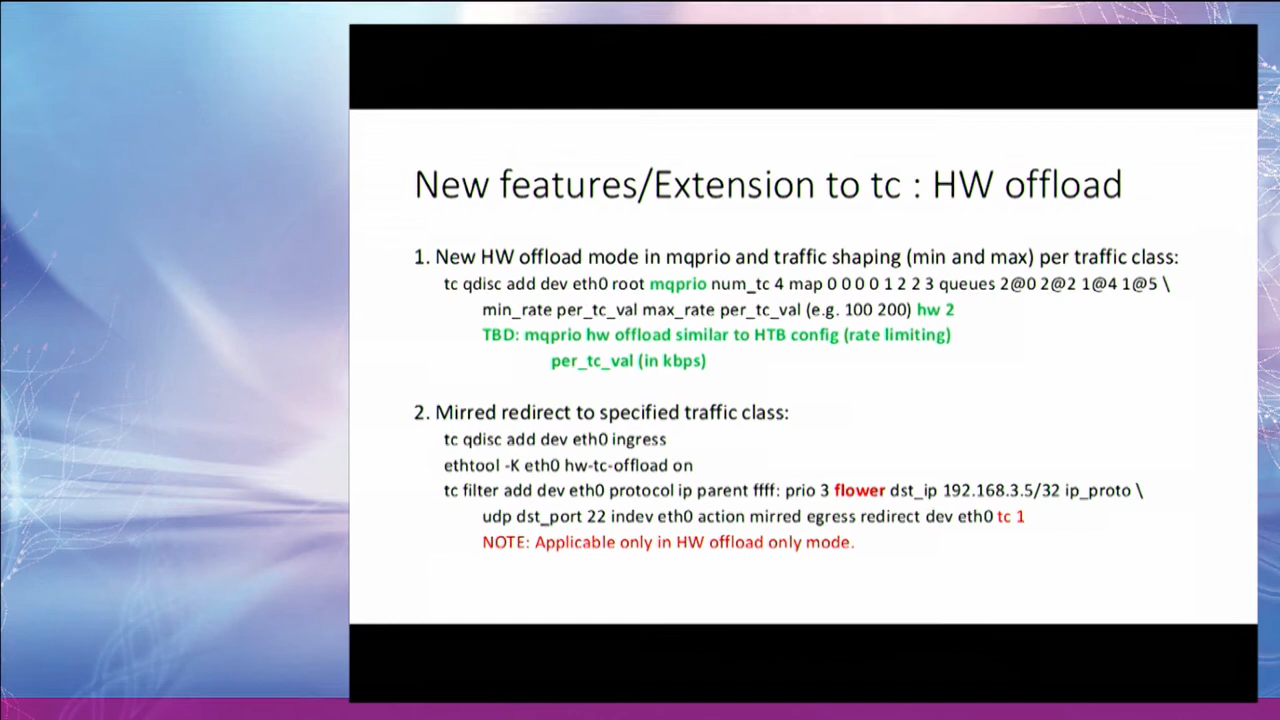 New features/Extension to tc : HW offload
1. New HW offload mode in mqprio and traffic shaping (min and max) per traffic class:
tc qdisc add dev eth0 root mqprio num_tc 4 map 0 0 0 0 1 2 2 3 queues 2@0 2@2 1@4 1@5 \
min_rate per_tc_val max_rate per_tc_val (e.g. 100 200) hw 2
TBD: mqprio hw offload similar to HTB config (rate limiting)
per_tc_val (in kbps)
2. Mirred redirect to specified traffic class:
tc qdisc add dev eth0 ingress
ethtool -K eth0 hw-tc-offload on
tc filter add dev eth0 protocol ip parent ffff: prio 3 flower dst_ip 192.168.3.5/32 ip_proto \
udp dst_port 22 indev eth0 action mirred egress redirect dev eth0 tc 1
NOTE: Applicable only in HW offload only mode.